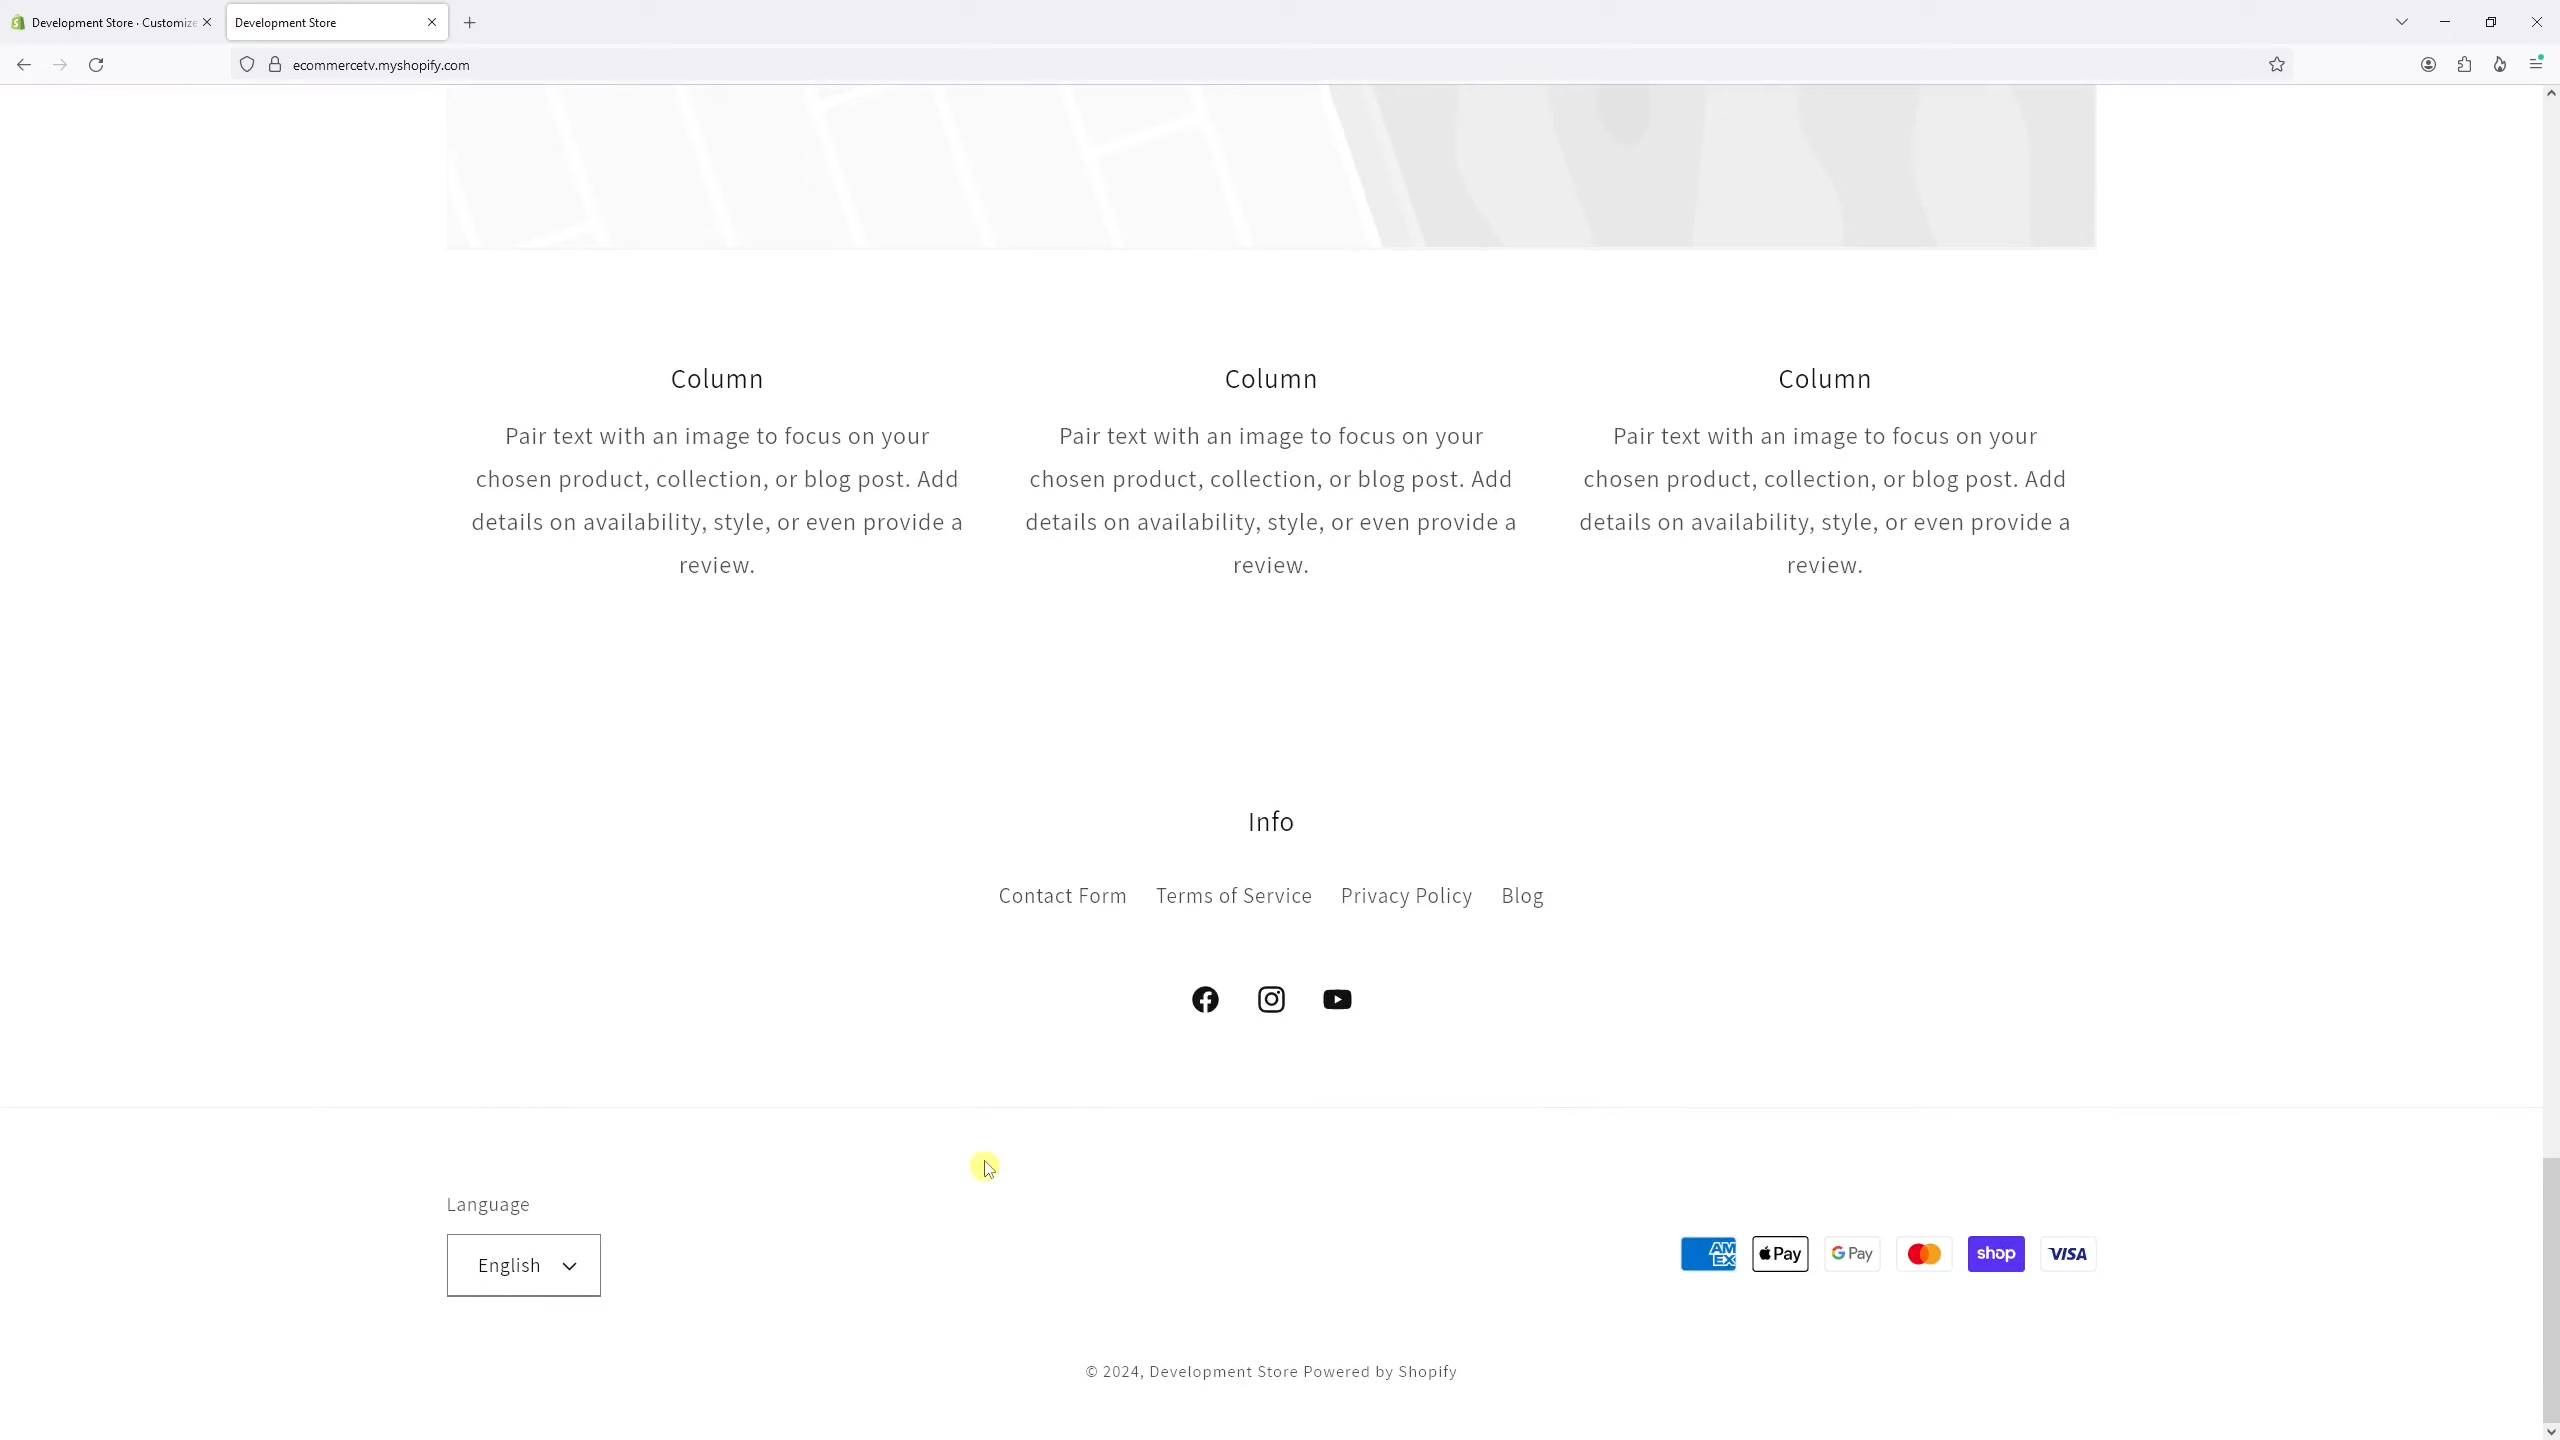 Development Store · Customize
Development Store
ecommercetv.myshopify.com
Column
Pair text with an image to focus on your
chosen product, collection, or blog post. Add
details on availability, style, or even provide a
review.
Column
Pair text with an image to focus on your
chosen product, collection, or blog post. Add
details on availability, style, or even provide a
review.
Column
Pair text with an image to focus on your
chosen product, collection, or blog post. Add
details on availability, style, or even provide a
review.
Info
Contact Form Terms of Service Privacy Policy Blog
Language
English
AM EX Pay G Pay shop VISA
© 2024, Development Store Powered by Shopify